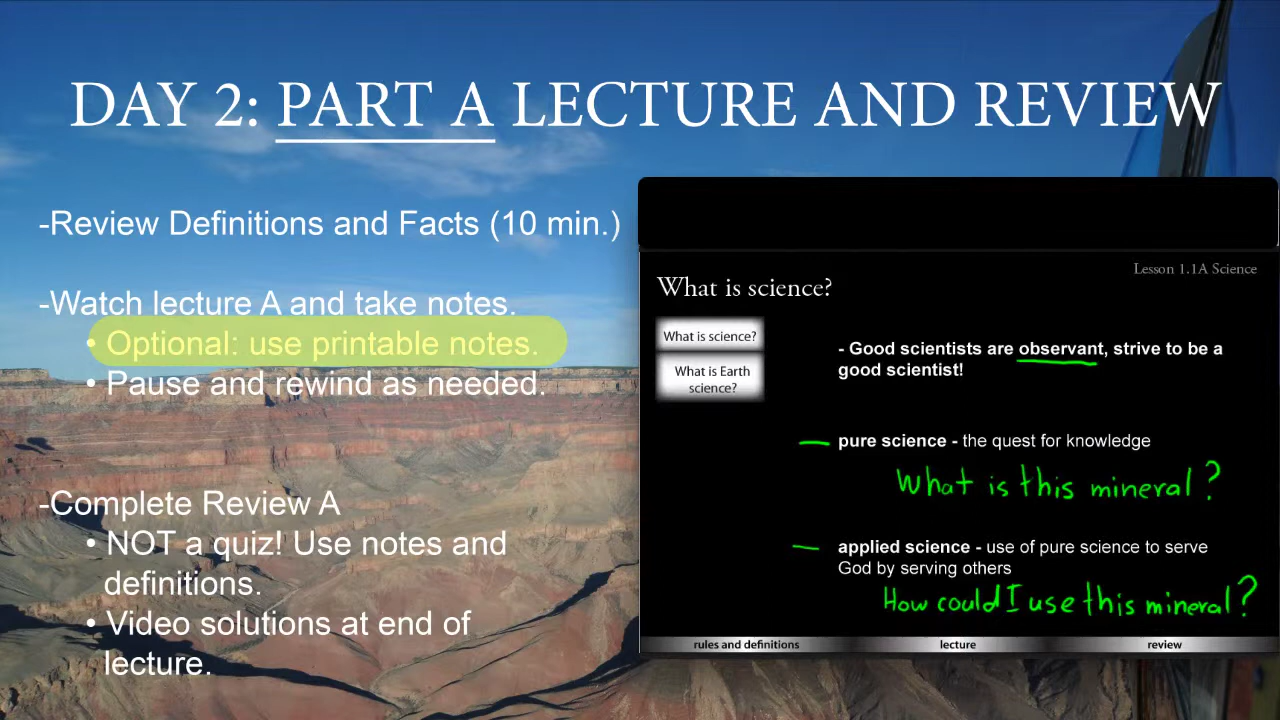 DAY 2: PART A LECTURE AND REVIEW
-Review Definitions and Facts (10 min.)
-Watch lecture A and take notes.
• Optional: use printable notes.
• Pause and rewind as needed.
-Complete Review A
• NOT a quiz! Use notes and
definitions.
• Video solutions at end of
lecture.
Lesson 1.1A Science
What is science?
What is science?
What is Earth
science?
- Good scientists are observant, strive to be a
good scientist!
pure science - the quest for knowledge
What is this mineral?
applied science - use of pure science to serve
God by serving others
How could I use this mineral?
rules and definitions
lecture
review